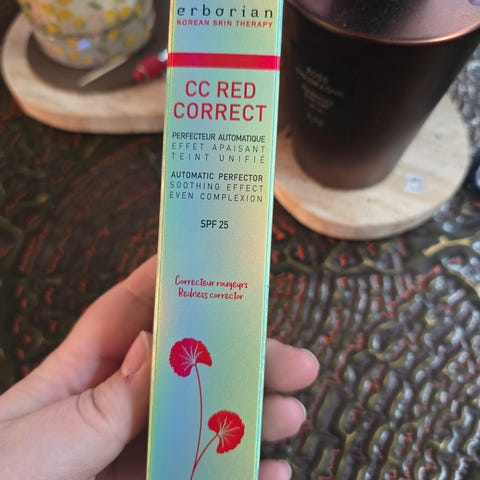 erborian
KOREAN SKIN THERAPY
CC RED
CORRECT
PERFECTEUR AUTOMATIQUE
EFFET APAISANT
TEINT UNIFIÉ
AUTOMATIC PERFECTOR
SOOTHING EFFECT
EVEN COMPLEXION
SPF 25
Correcteur rougeurs
Redness corrector